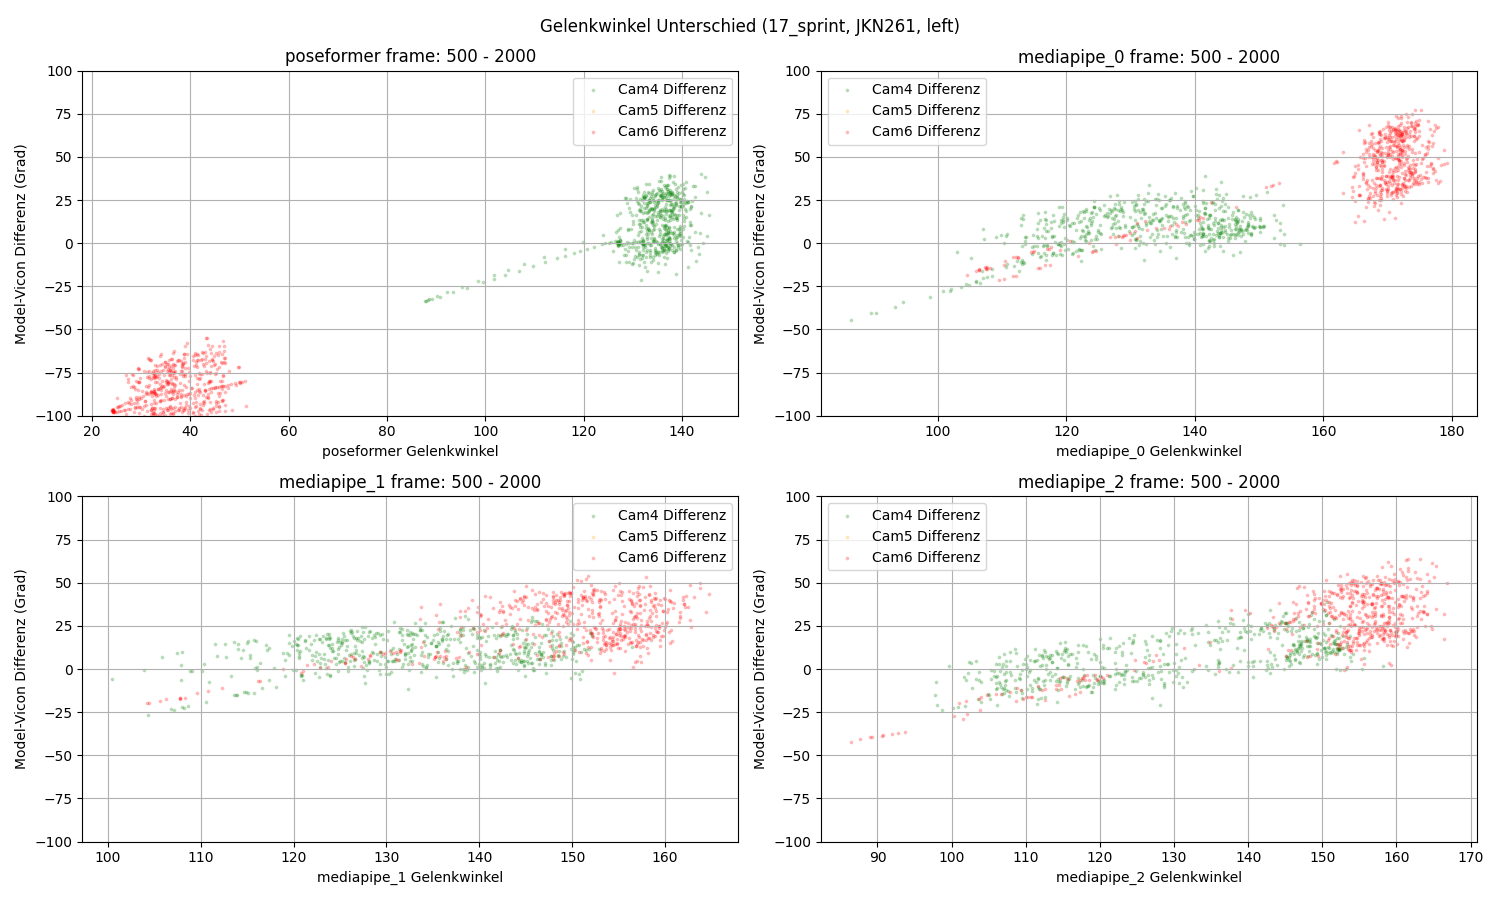 Gelenkwinkel Unterschied (17_sprint, JKN261, left)
poseformer frame: 500 - 2000
Model-Vicon Differenz (Grad)
100
75
50
25
0
−25
−50
−75
−100
Cam4 Differenz
Cam5 Differenz
Cam6 Differenz
20 40 60 80 100 120 140
poseformer Gelenkwinkel
mediapipe_0 frame: 500 - 2000
Model-Vicon Differenz (Grad)
100
75
50
25
0
−25
−50
−75
−100
Cam4 Differenz
Cam5 Differenz
Cam6 Differenz
100 120 140 160 180
mediapipe_0 Gelenkwinkel
mediapipe_1 frame: 500 - 2000
Model-Vicon Differenz (Grad)
100
75
50
25
0
−25
−50
−75
−100
Cam4 Differenz
Cam5 Differenz
Cam6 Differenz
100 110 120 130 140 150 160
mediapipe_1 Gelenkwinkel
mediapipe_2 frame: 500 - 2000
Model-Vicon Differenz (Grad)
100
75
50
25
0
−25
−50
−75
−100
Cam4 Differenz
Cam5 Differenz
Cam6 Differenz
90 100 110 120 130 140 150 160 170
mediapipe_2 Gelenkwinkel